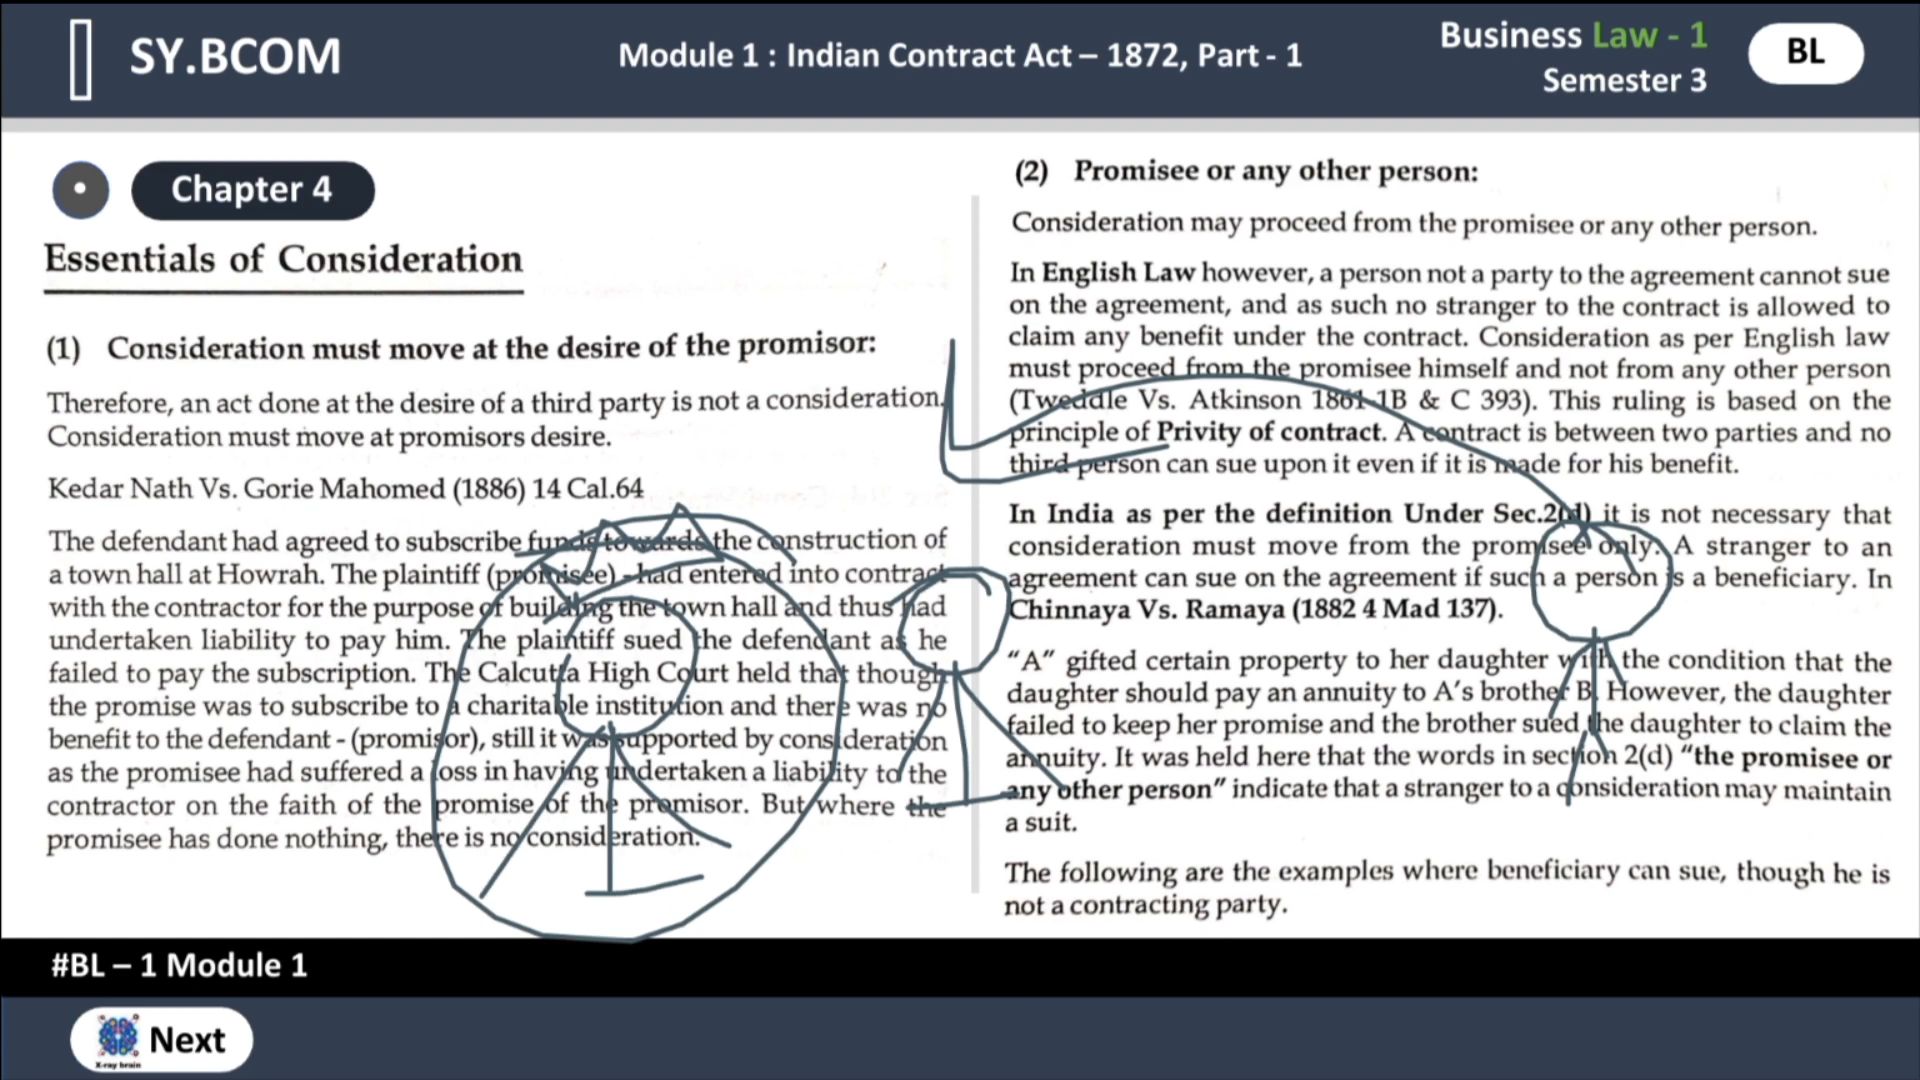 SY.BCOM
Module 1 : Indian Contract Act – 1872, Part - 1
Business Law - 1
Semester 3
BL
Chapter 4
Essentials of Consideration
(1) Consideration must move at the desire of the promisor:
Therefore, an act done at the desire of a third party is not a consideration.
Consideration must move at promisors desire.
Kedar Nath Vs. Gorie Mahomed (1886) 14 Cal.64
The defendant had agreed to subscribe funds towards the construction of
a town hall at Howrah. The plaintiff (promisee) - had entered into contract
with the contractor for the purpose of building the town hall and thus had
undertaken liability to pay him. The plaintiff sued the defendant as he
failed to pay the subscription. The Calcutta High Court held that though
the promise was to subscribe to a charitable institution and there was no
benefit to the defendant - (promisor), still it was supported by consideration
as the promisee had suffered a loss in having undertaken a liability to the
contractor on the faith of the promise of the promisor. But where the
promisee has done nothing, there is no consideration.
(2) Promisee or any other person:
Consideration may proceed from the promisee or any other person.
In English Law however, a person not a party to the agreement cannot sue
on the agreement, and as such no stranger to the contract is allowed to
claim any benefit under the contract. Consideration as per English law
must proceed from the promisee himself and not from any other person
(Tweddle Vs. Atkinson 1861 1B & C 393). This ruling is based on the
principle of Privity of contract. A contract is between two parties and no
third person can sue upon it even if it is made for his benefit.
In India as per the definition Under Sec.2(d) it is not necessary that
consideration must move from the promisee only. A stranger to an
agreement can sue on the agreement if such a person is a beneficiary. In
Chinnaya Vs. Ramaya (1882 4 Mad 137).
"A" gifted certain property to her daughter with the condition that the
daughter should pay an annuity to A's brother B. However, the daughter
failed to keep her promise and the brother sued the daughter to claim the
annuity. It was held here that the words in section 2(d) "the promisee or
any other person" indicate that a stranger to a consideration may maintain
a suit.
The following are the examples where beneficiary can sue, though he is
not a contracting party.
#BL – 1 Module 1
Next
X-ray brain